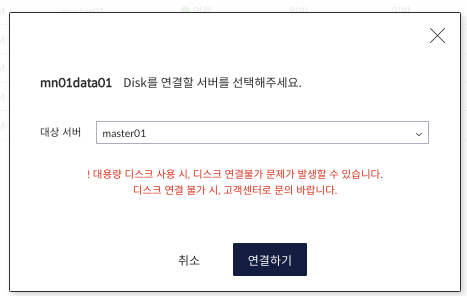 mn01data01 Disk를 연결할 서버를 선택해주세요.
대상 서버 master01
! 대용량 디스크 사용 시, 디스크 연결불가 문제가 발생할 수 있습니다.
디스크 연결 불가 시, 고객센터로 문의 바랍니다.
취소 연결하기